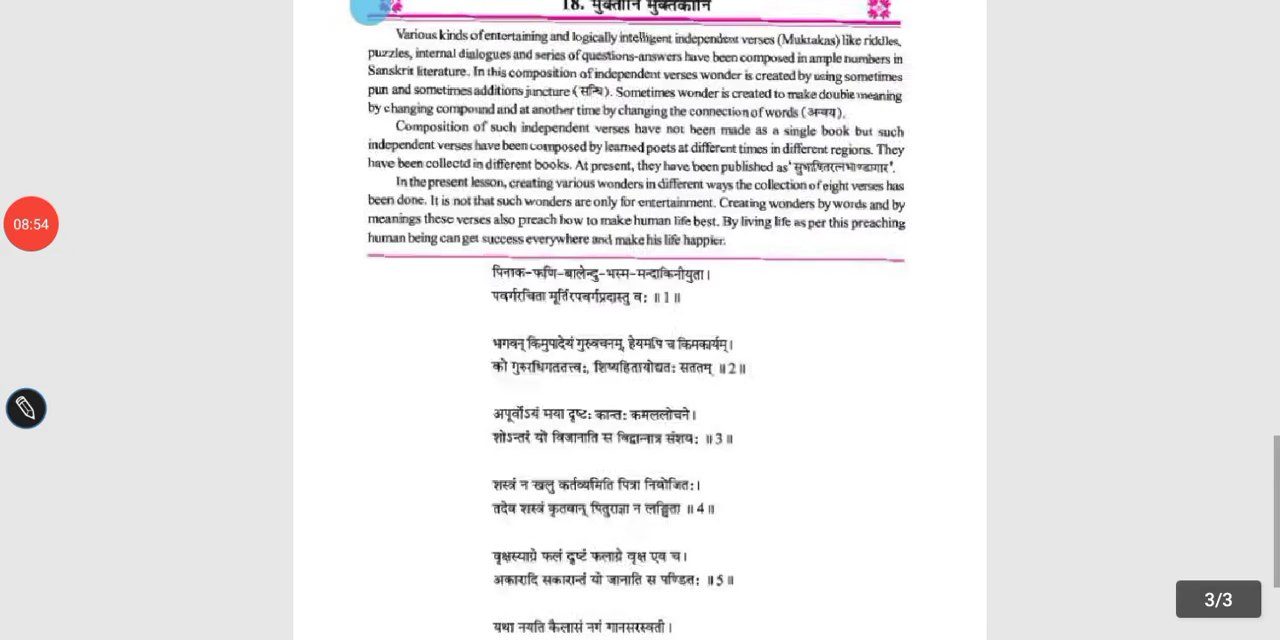 18. मुक्तानि मुक्तकानि
Various kinds of entertaining and logically intelligent independent verses (Muktakas) like riddles,
puzzles, internal dialogues and series of questions-answers have been composed in ample numbers in
Sanskrit literature. In this composition of independent verses wonder is created by using sometimes
pun and sometimes additions juncture (सन्धि). Sometimes wonder is created to make double meaning
by changing compound and at another time by changing the connection of words (अन्वय).
Composition of such independent verses have not been made as a single book but such
independent verses have been composed by learned poets at different times in different regions. They
have been collectd in different books. At present, they have been published as 'सुभाषितरत्नभाण्डागार'.
In the present lesson, creating various wonders in different ways the collection of eight verses has
been done. It is not that such wonders are only for entertainment. Creating wonders by words and by
meanings these verses also preach how to make human life best. By living life as per this preaching
human being can get success everywhere and make his life happier.
08:54
पिनाक-फणि-बालेन्दु-भस्म-मन्दाकिनीयुता।
पवर्गरचिता मूर्तिरपवर्गप्रदास्तु वः ॥1॥
भगवन् किमुपादेयं गुरुवचनम्, हेयमपि च किमकार्यम्।
को गुरुरधिगततत्त्वः, शिष्यहितायोद्यतः सततम् ॥2॥
अपूर्वोऽयं मया दृष्टः कान्तः कमललोचने।
शोऽन्तरं यो विजानाति स विद्वान्नात्र संशयः ॥3॥
शस्त्रं न खलु कर्तव्यमिति पित्रा नियोजितः।
तदेव शस्त्रं कृतवान् पितुराज्ञा न लङ्घिता ॥4॥
वृक्षस्याग्रे फलं दृष्टं फलाग्रे वृक्ष एव च।
अकारादि सकारान्तं यो जानाति स पण्डितः ॥5॥
यथा नयति कैलासं नगं गानसरस्वती।
3/3